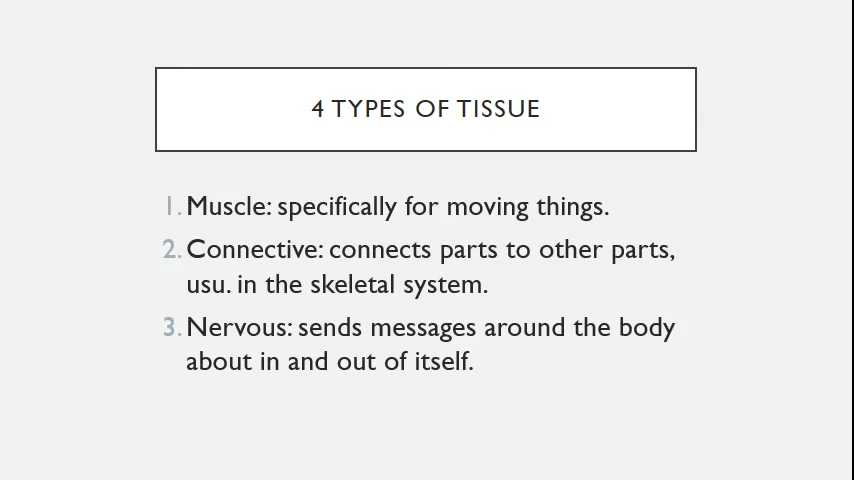 4 TYPES OF TISSUE
1. Muscle: specifically for moving things.
2. Connective: connects parts to other parts,
usu. in the skeletal system.
3. Nervous: sends messages around the body
about in and out of itself.